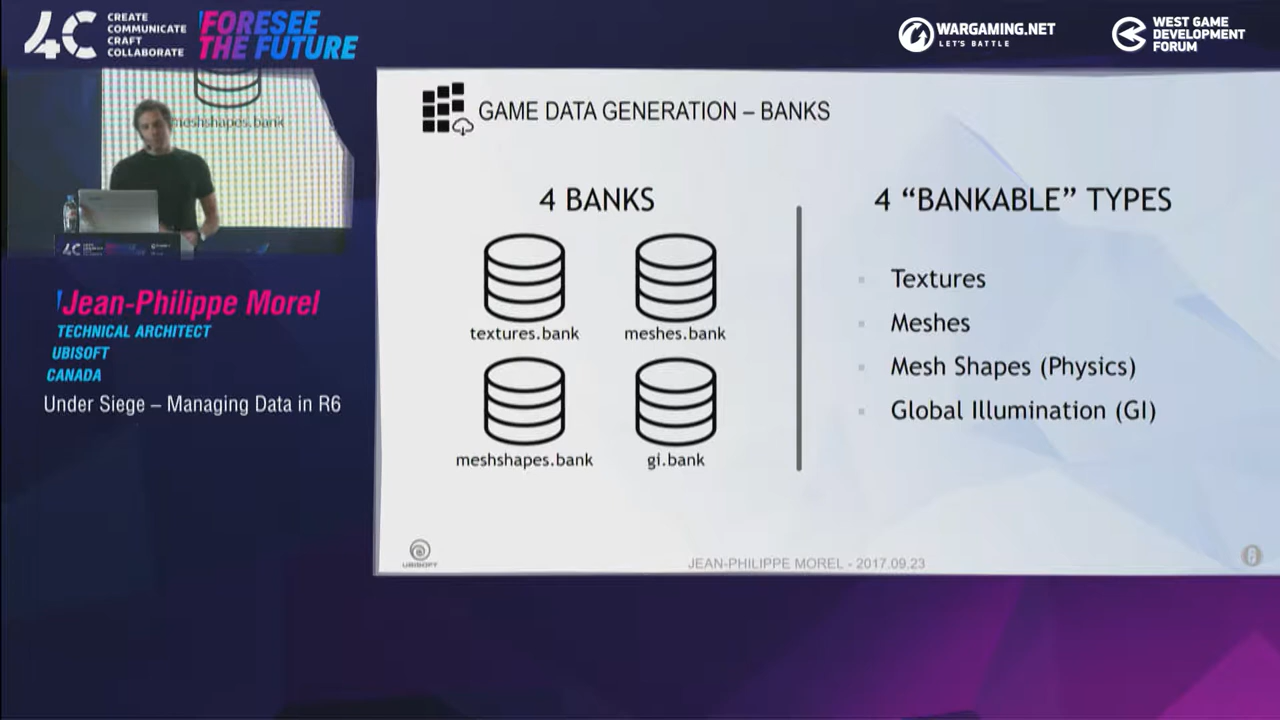 4C
CREATE
COMMUNICATE
CRAFT
COLLABORATE
FORESEE
THE FUTURE
WARGAMING.NET
LET'S BATTLE
WEST GAME
DEVELOPMENT
FORUM
meshshapes.bank
4C
Jean-Philippe Morel
TECHNICAL ARCHITECT
UBISOFT
CANADA
Under Siege – Managing Data in R6
GAME DATA GENERATION – BANKS
4 BANKS
textures.bank
meshes.bank
meshshapes.bank
gi.bank
4 “BANKABLE” TYPES
Textures
Meshes
Mesh Shapes (Physics)
Global Illumination (GI)
UBISOFT
JEAN-PHILIPPE MOREL - 2017.09.23
6